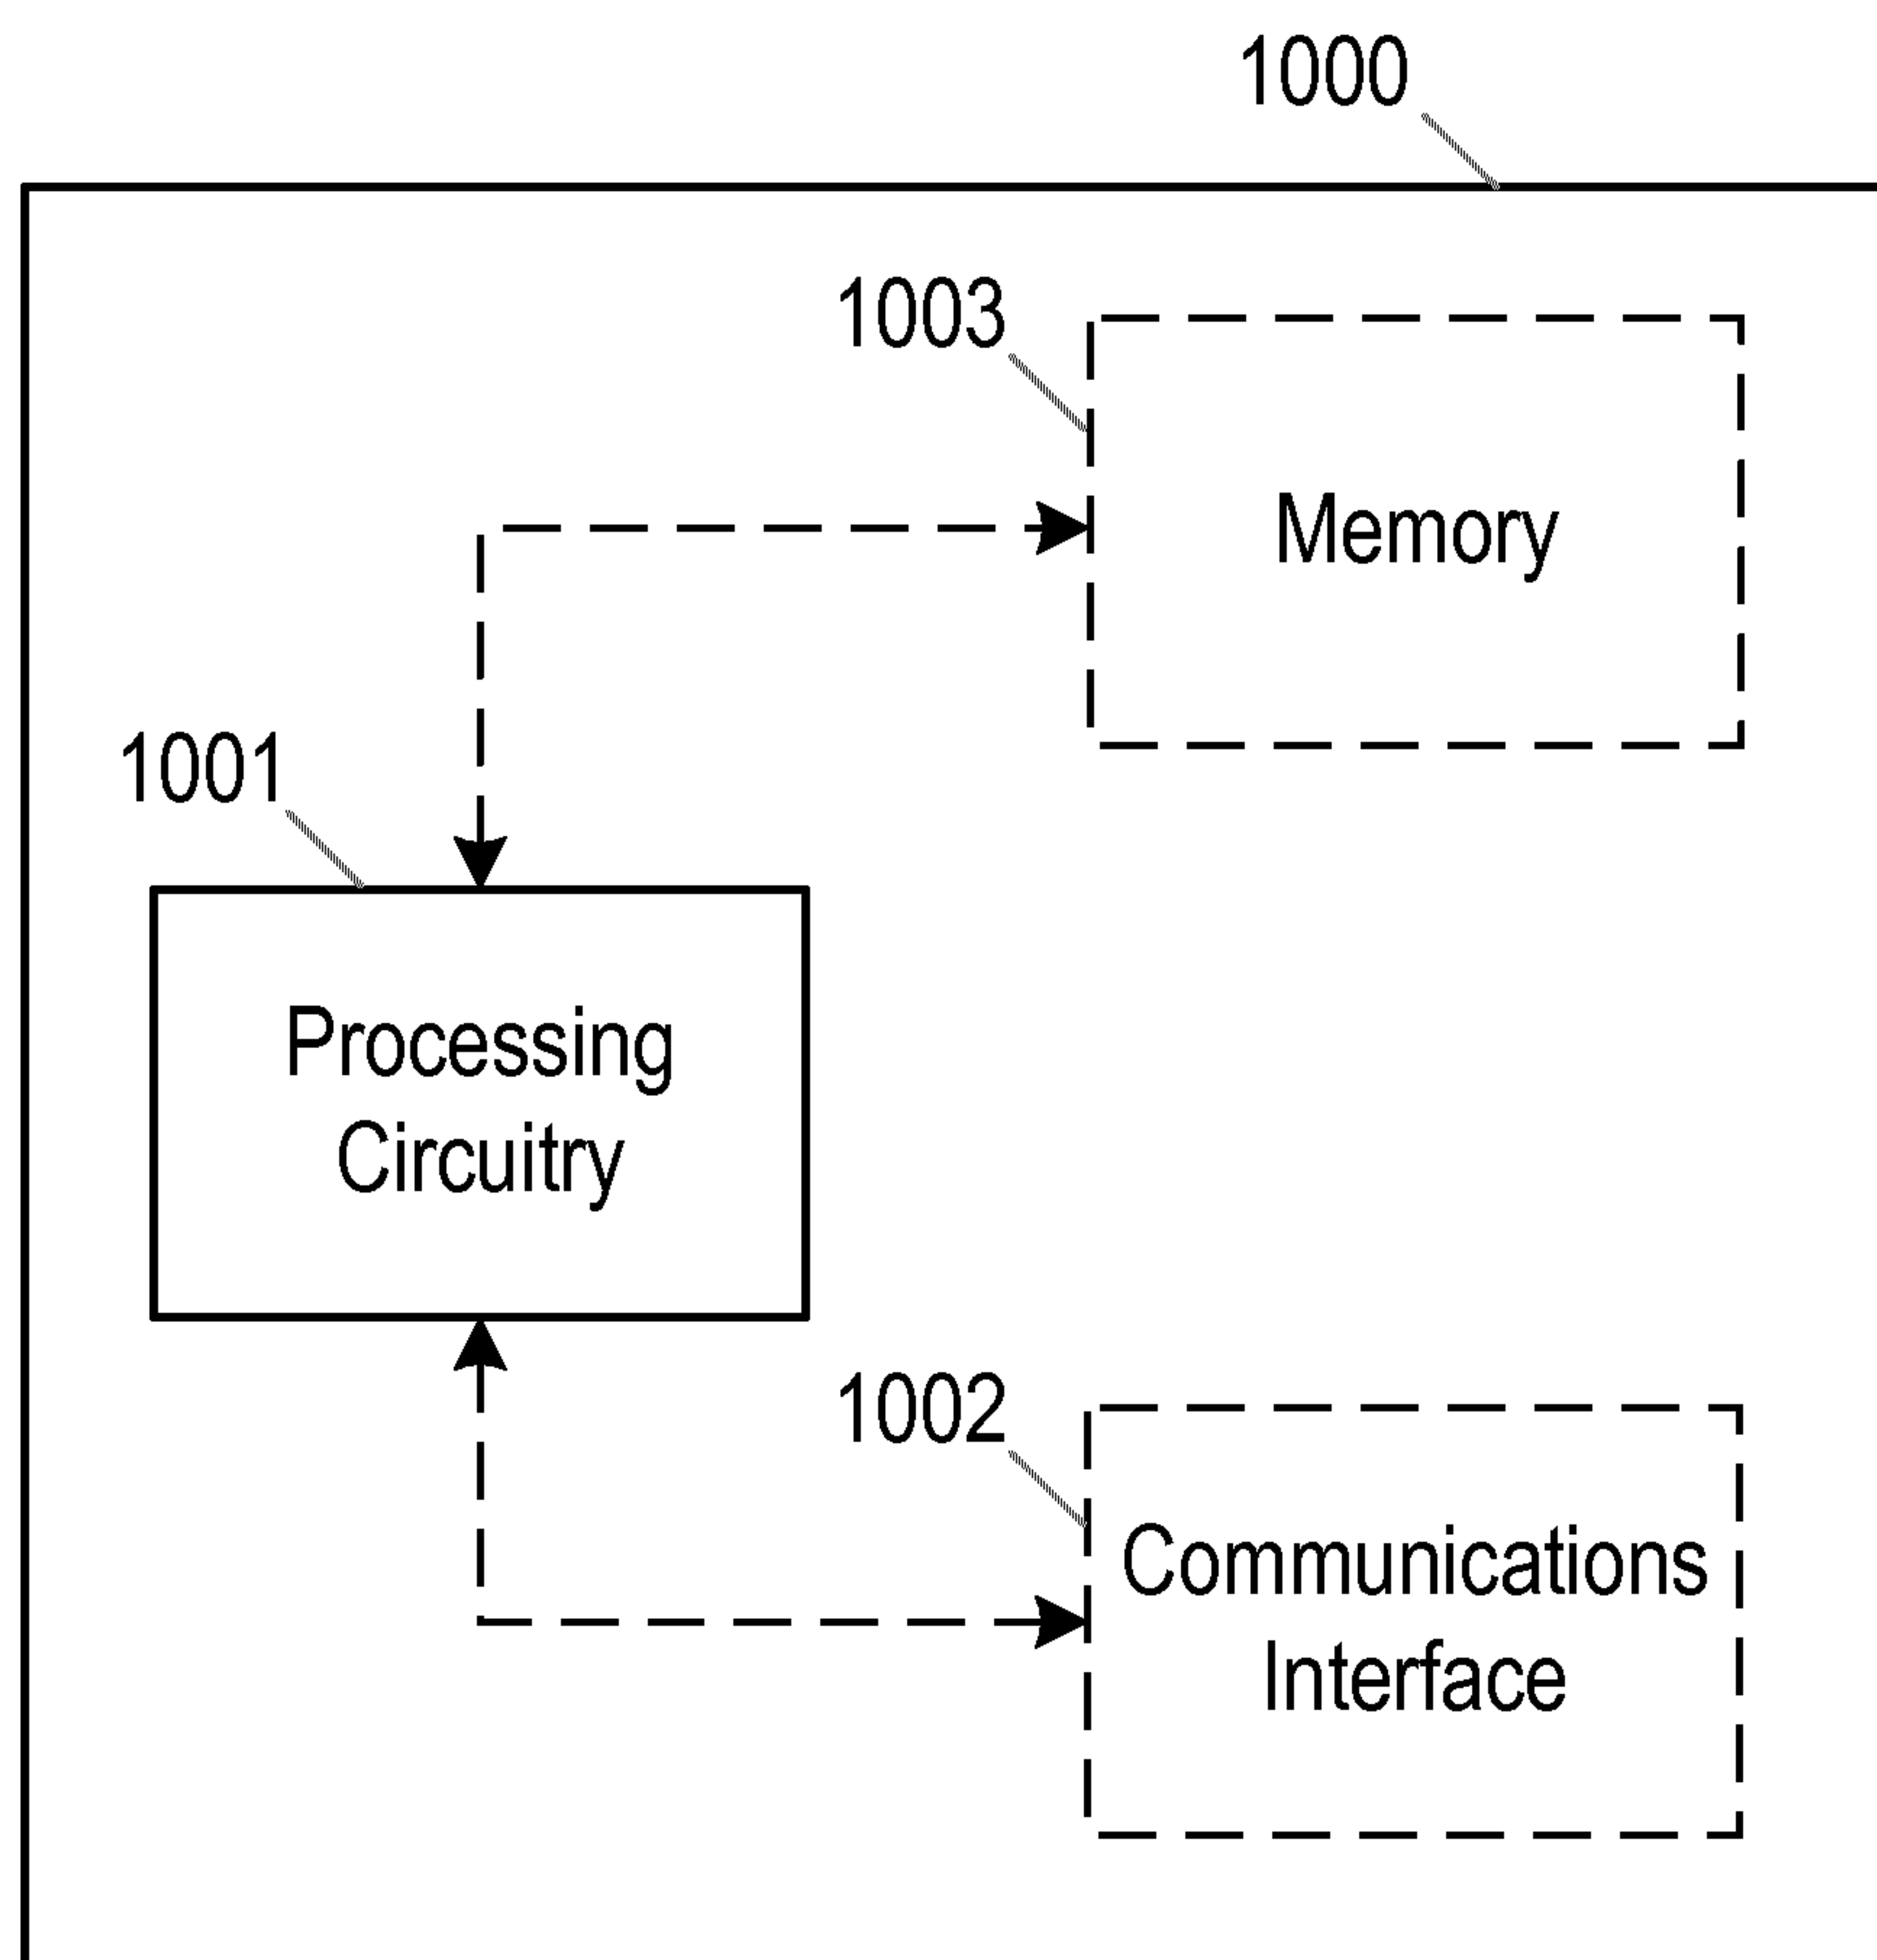 1000
1003
Memory
1001
Processing
Circuitry
1002
Communications
Interface